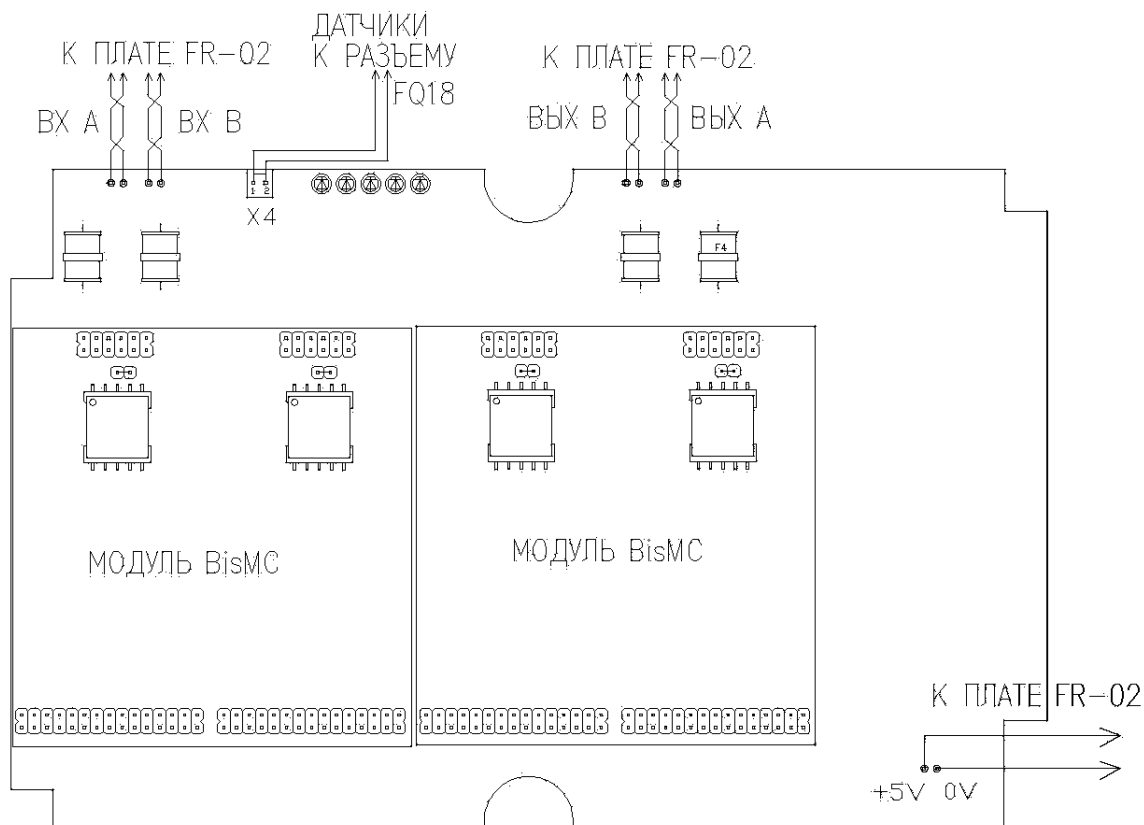 ДАТЧИКИ
К ПЛАТЕ FR-02
К РАЗЪЕМУ
К ПЛАТЕ FR-02
FQ18
ВХ А
ВХ В
ВЫХ В
ВЫХ А
1 2
X4
F4
МОДУЛЬ BisMC
МОДУЛЬ BisMC
К ПЛАТЕ FR-02
+5V 0V